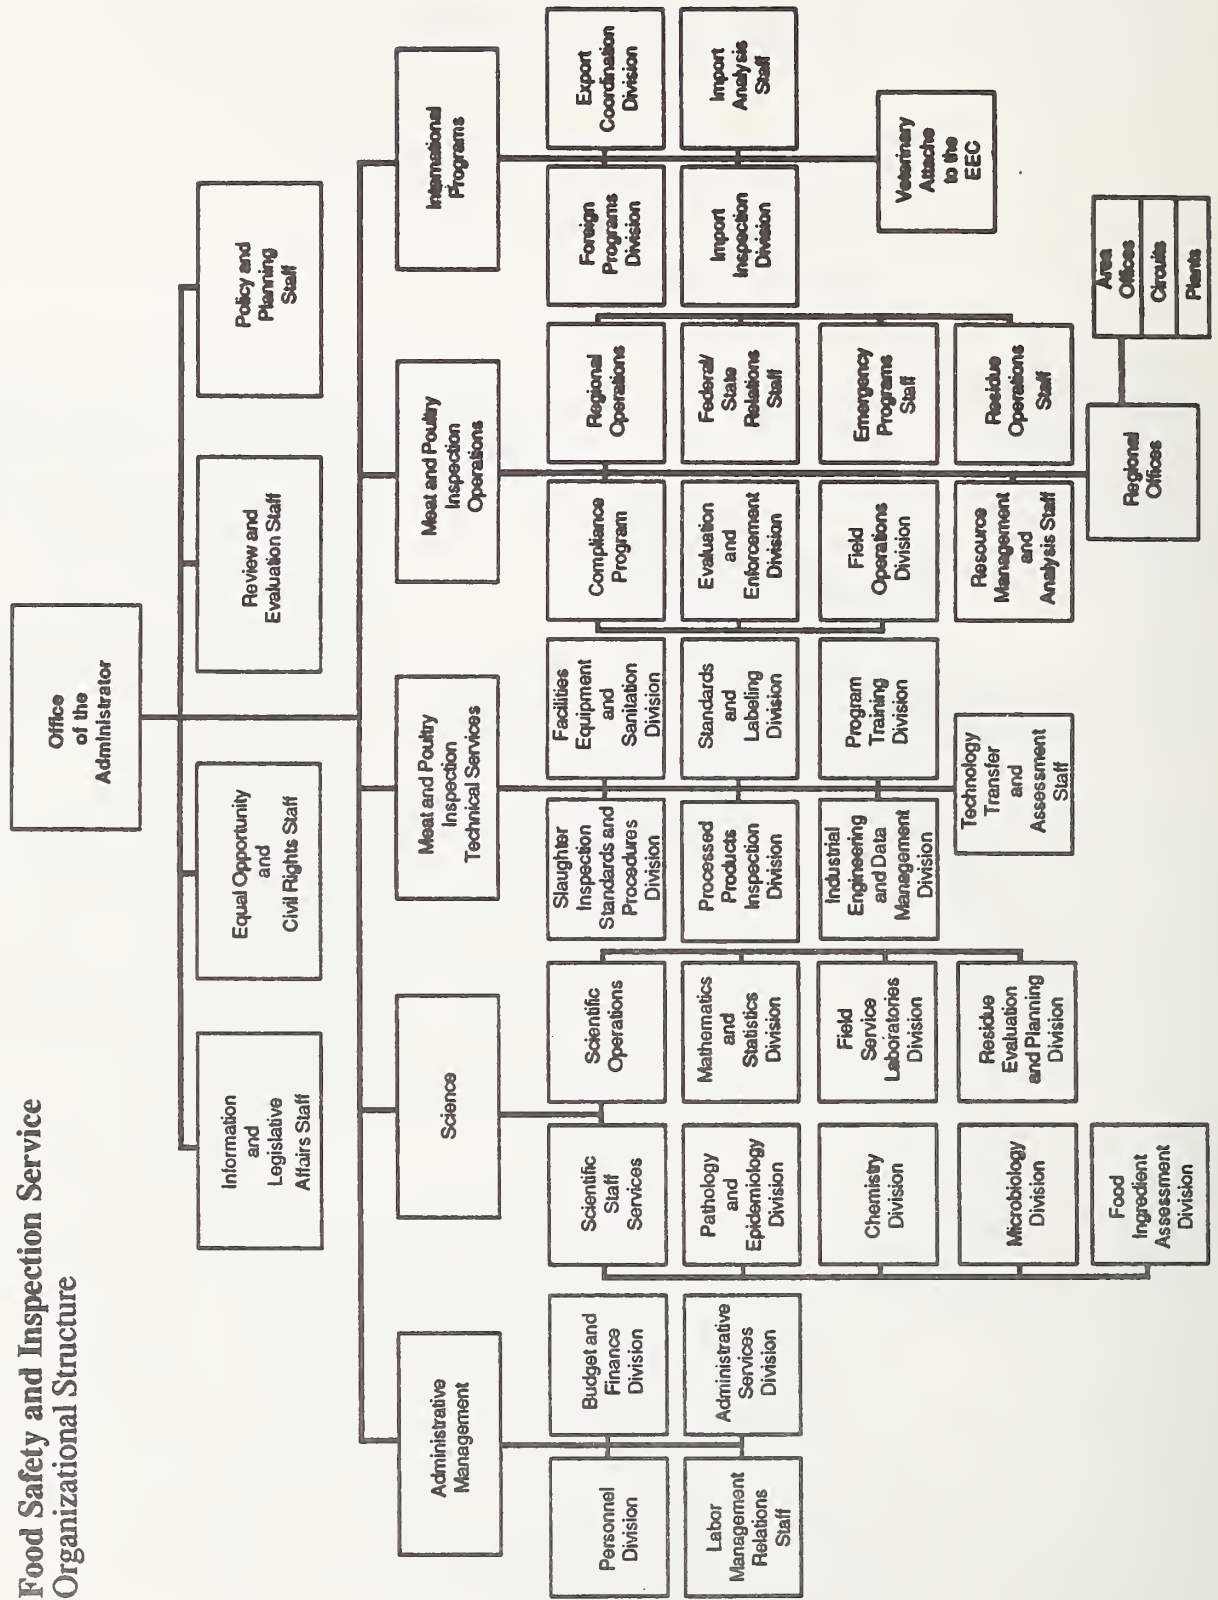 Food Safety and Inspection Service
Organizational Structure
Office
of the
Administrator
Information
and
Legislative
Affairs Staff
Equal Opportunity
and
Civil Rights Staff
Review and
Evaluation Staff
Policy and
Planning
Staff
Administrative
Management
Science
Meat and Poultry
Inspection
Technical Services
Meat and Poultry
Inspection
Operations
International
Programs
Personnel
Division
Budget and
Finance
Division
Labor
Management
Relations
Staff
Administrative
Services
Division
Scientific
Staff
Services
Scientific
Operations
Pathology
and
Epidemiology
Division
Mathematics
and
Statistics
Division
Chemistry
Division
Field
Service
Laboratories
Division
Microbiology
Division
Residue
Evaluation
and Planning
Division
Food
Ingredient
Assessment
Division
Slaughter
Inspection
Standards and
Procedures
Division
Facilities
Equipment
and
Sanitation
Division
Processed
Products
Inspection
Division
Standards
and
Labeling
Division
Industrial
Engineering
and Data
Management
Division
Program
Training
Division
Technology
Transfer
and
Assessment
Staff
Compliance
Program
Regional
Operations
Evaluation
and
Enforcement
Division
Federal/
State
Relations
Staff
Field
Operations
Division
Emergency
Programs
Staff
Resource
Management
and
Analysis Staff
Residue
Operations
Staff
Regional
Offices
Area
Offices
Circuits
Plants
Foreign
Programs
Division
Export
Coordination
Division
Import
Inspection
Division
Import
Analysis
Staff
Veterinary
Attache
to the
EEC